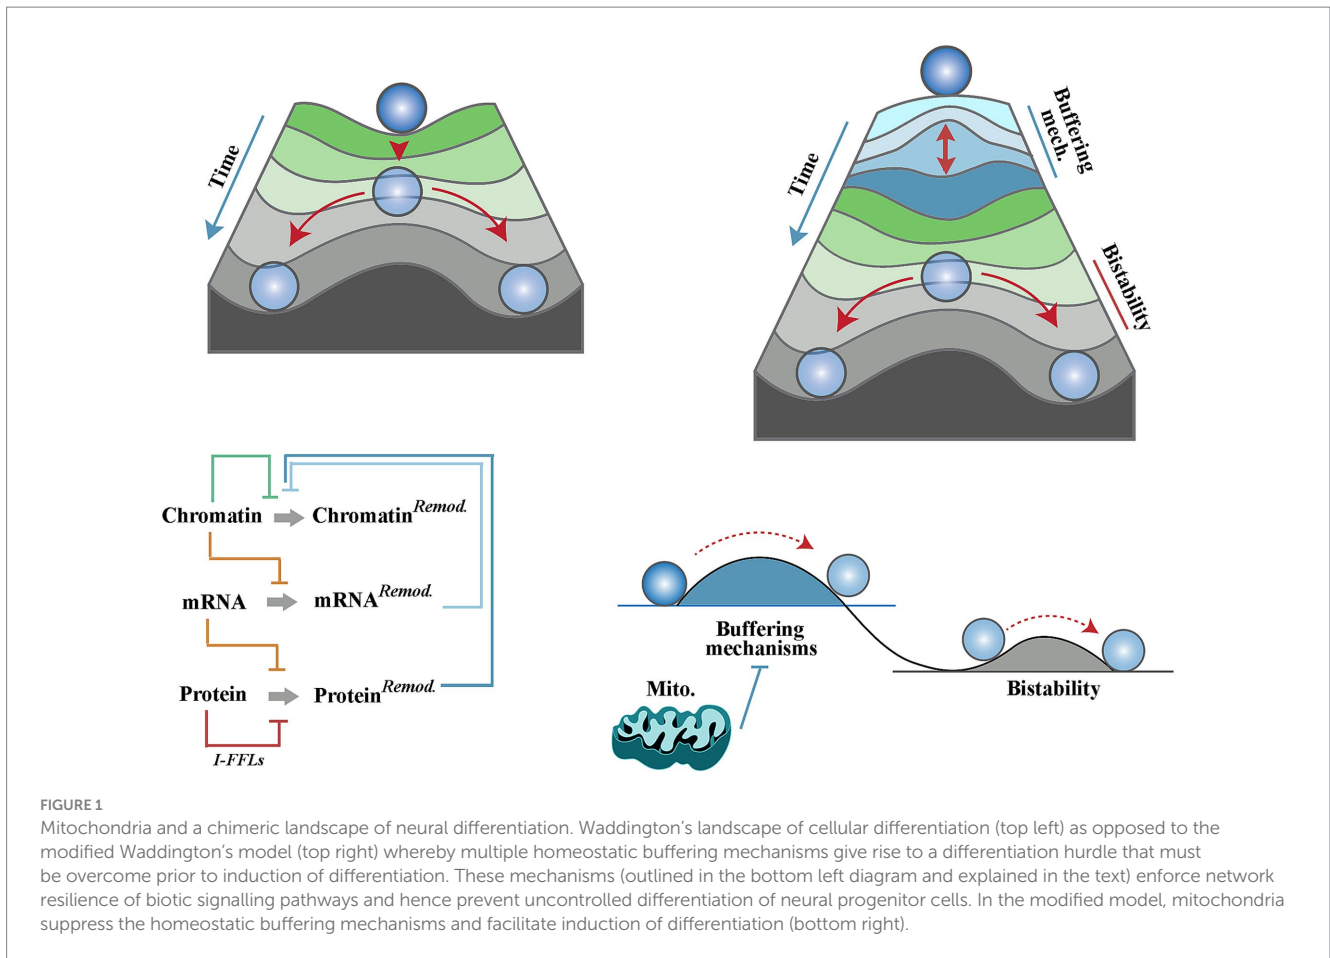 Time
Time
Buffering
mech.
Bistability
Chromatin
Chromatin Remod.
mRNA
mRNA Remod.
Protein
Protein Remod.
I-FFLs
Buffering
mechanisms
Mito.
Bistability
FIGURE 1
Mitochondria and a chimeric landscape of neural differentiation. Waddington’s landscape of cellular differentiation (top left) as opposed to the
modified Waddington’s model (top right) whereby multiple homeostatic buffering mechanisms give rise to a differentiation hurdle that must
be overcome prior to induction of differentiation. These mechanisms (outlined in the bottom left diagram and explained in the text) enforce network
resilience of biotic signalling pathways and hence prevent uncontrolled differentiation of neural progenitor cells. In the modified model, mitochondria
suppress the homeostatic buffering mechanisms and facilitate induction of differentiation (bottom right).